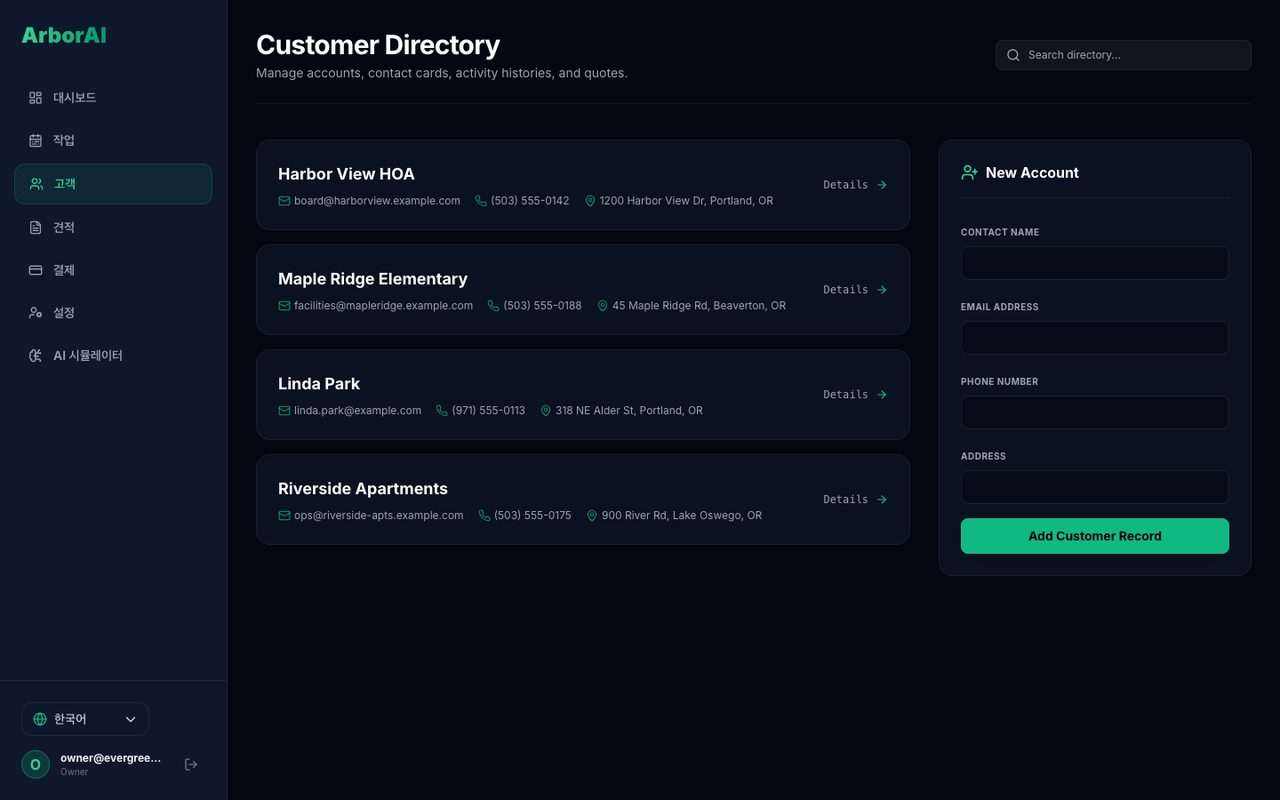 ArborAI
대시보드
작업
고객
견적
결제
설정
AI 시뮬레이터
한국어
O
owner@evergree...
Owner
Customer Directory
Manage accounts, contact cards, activity histories, and quotes.
Search directory...
Harbor View HOA
board@harborview.example.com (503) 555-0142 1200 Harbor View Dr, Portland, OR
Details
Maple Ridge Elementary
facilities@mapleridge.example.com (503) 555-0188 45 Maple Ridge Rd, Beaverton, OR
Details
Linda Park
linda.park@example.com (971) 555-0113 318 NE Alder St, Portland, OR
Details
Riverside Apartments
ops@riverside-apts.example.com (503) 555-0175 900 River Rd, Lake Oswego, OR
Details
New Account
CONTACT NAME
EMAIL ADDRESS
PHONE NUMBER
ADDRESS
Add Customer Record